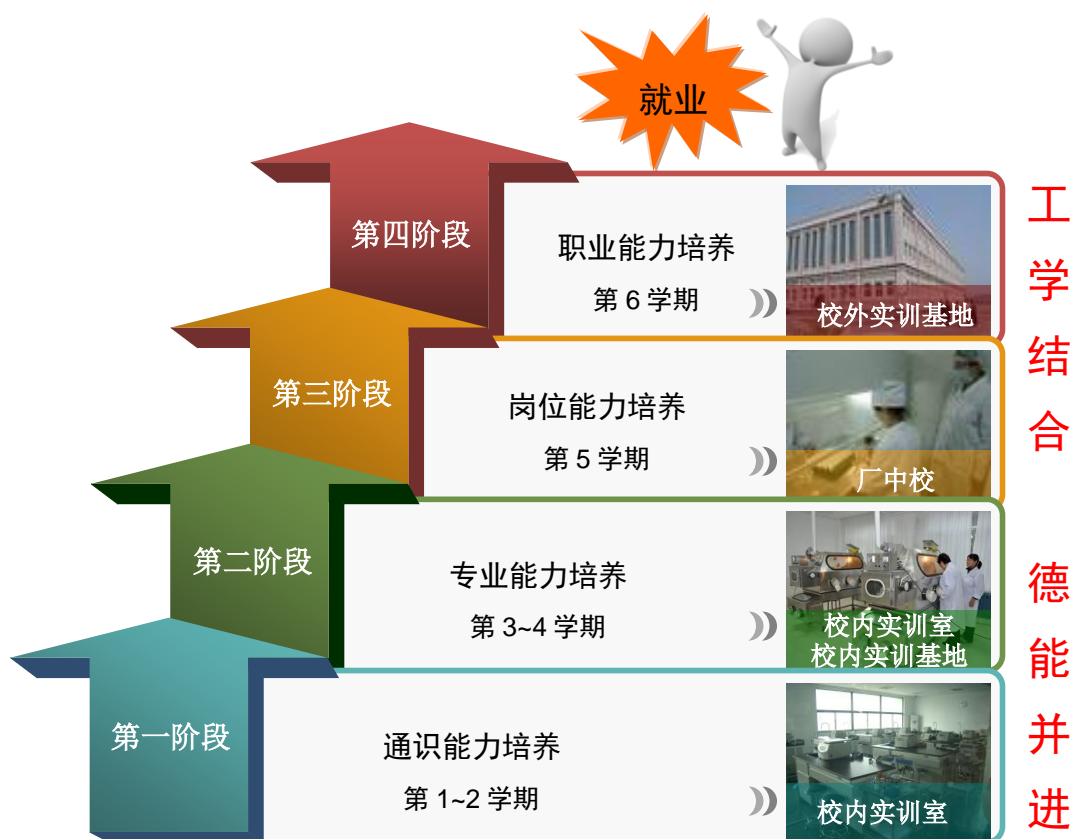 就业
第四阶段
职业能力培养
第 6 学期
校外实训基地
第三阶段
岗位能力培养
第 5 学期
厂中校
第二阶段
专业能力培养
第 3~4 学期
校内实训室
校内实训基地
第一阶段
通识能力培养
第 1~2 学期
校内实训室
工学结合
德能并进